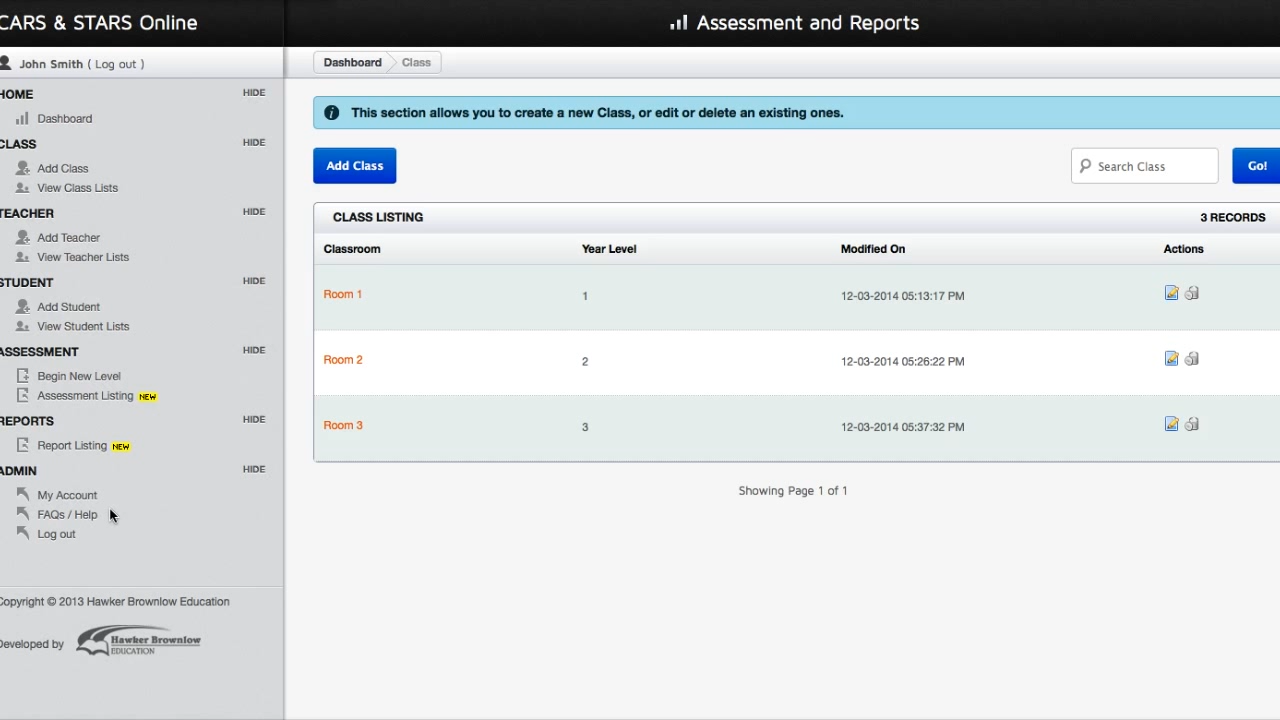 CARS & STARS Online
Assessment and Reports
John Smith ( Log out )
Dashboard
Class
HOME
HIDE
Dashboard
CLASS
HIDE
Add Class
View Class Lists
TEACHER
HIDE
Add Teacher
View Teacher Lists
STUDENT
HIDE
Add Student
View Student Lists
ASSESSMENT
HIDE
Begin New Level
Assessment Listing NEW
REPORTS
HIDE
Report Listing NEW
ADMIN
HIDE
My Account
FAQs / Help
Log out
Copyright © 2013 Hawker Brownlow Education
Developed by
Hawker Brownlow
EDUCATION
This section allows you to create a new Class, or edit or delete an existing ones.
Add Class
Search Class
Go!
CLASS LISTING
3 RECORDS
Classroom Year Level Modified On Actions
Room 1 1 12-03-2014 05:13:17 PM
Room 2 2 12-03-2014 05:26:22 PM
Room 3 3 12-03-2014 05:37:32 PM
Showing Page 1 of 1